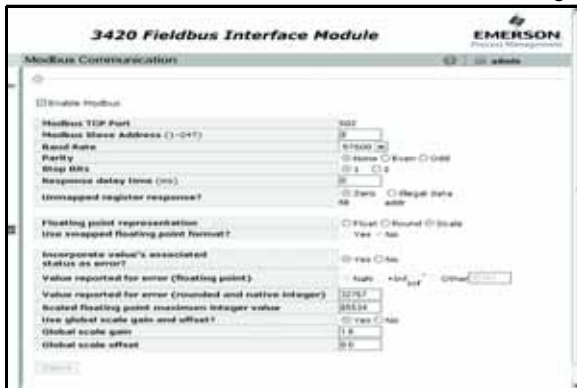 3420 Fieldbus Interface Module
EMERSON
Process Management
Modbus Communication
admin
Enable Modbus
Modbus TCP Port 502
Modbus Slave Address (1-247)
Baud Rate 57600
Parity None Even Odd
Stop Bits 1 2
Response delay time (ms)
Unmapped register response? Zero fill Illegal data addr
Floating point representation Float Round Scale
Use swapped floating point format? Yes No
Incorporate value's associated status as error? Yes No
Value reported for error (floating point) NaN +Inf -Inf Other
Value reported for error (rounded and native integer) 32767
Scaled floating point maximum integer value 65534
Use global scale gain and offset? Yes No
Global scale gain 1.0
Global scale offset 0.0